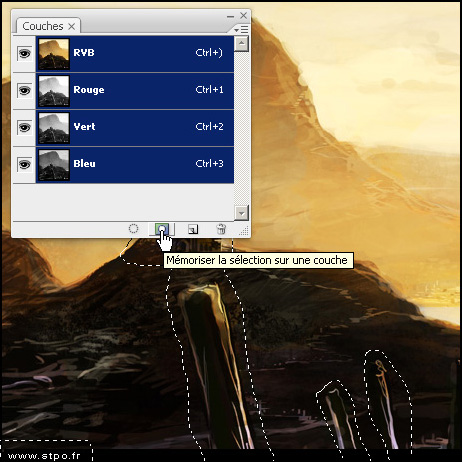 Couches
RVB Ctrl+)
Rouge Ctrl+1
Vert Ctrl+2
Bleu Ctrl+3
Mémoriser la sélection sur une couche
www.stpo.fr